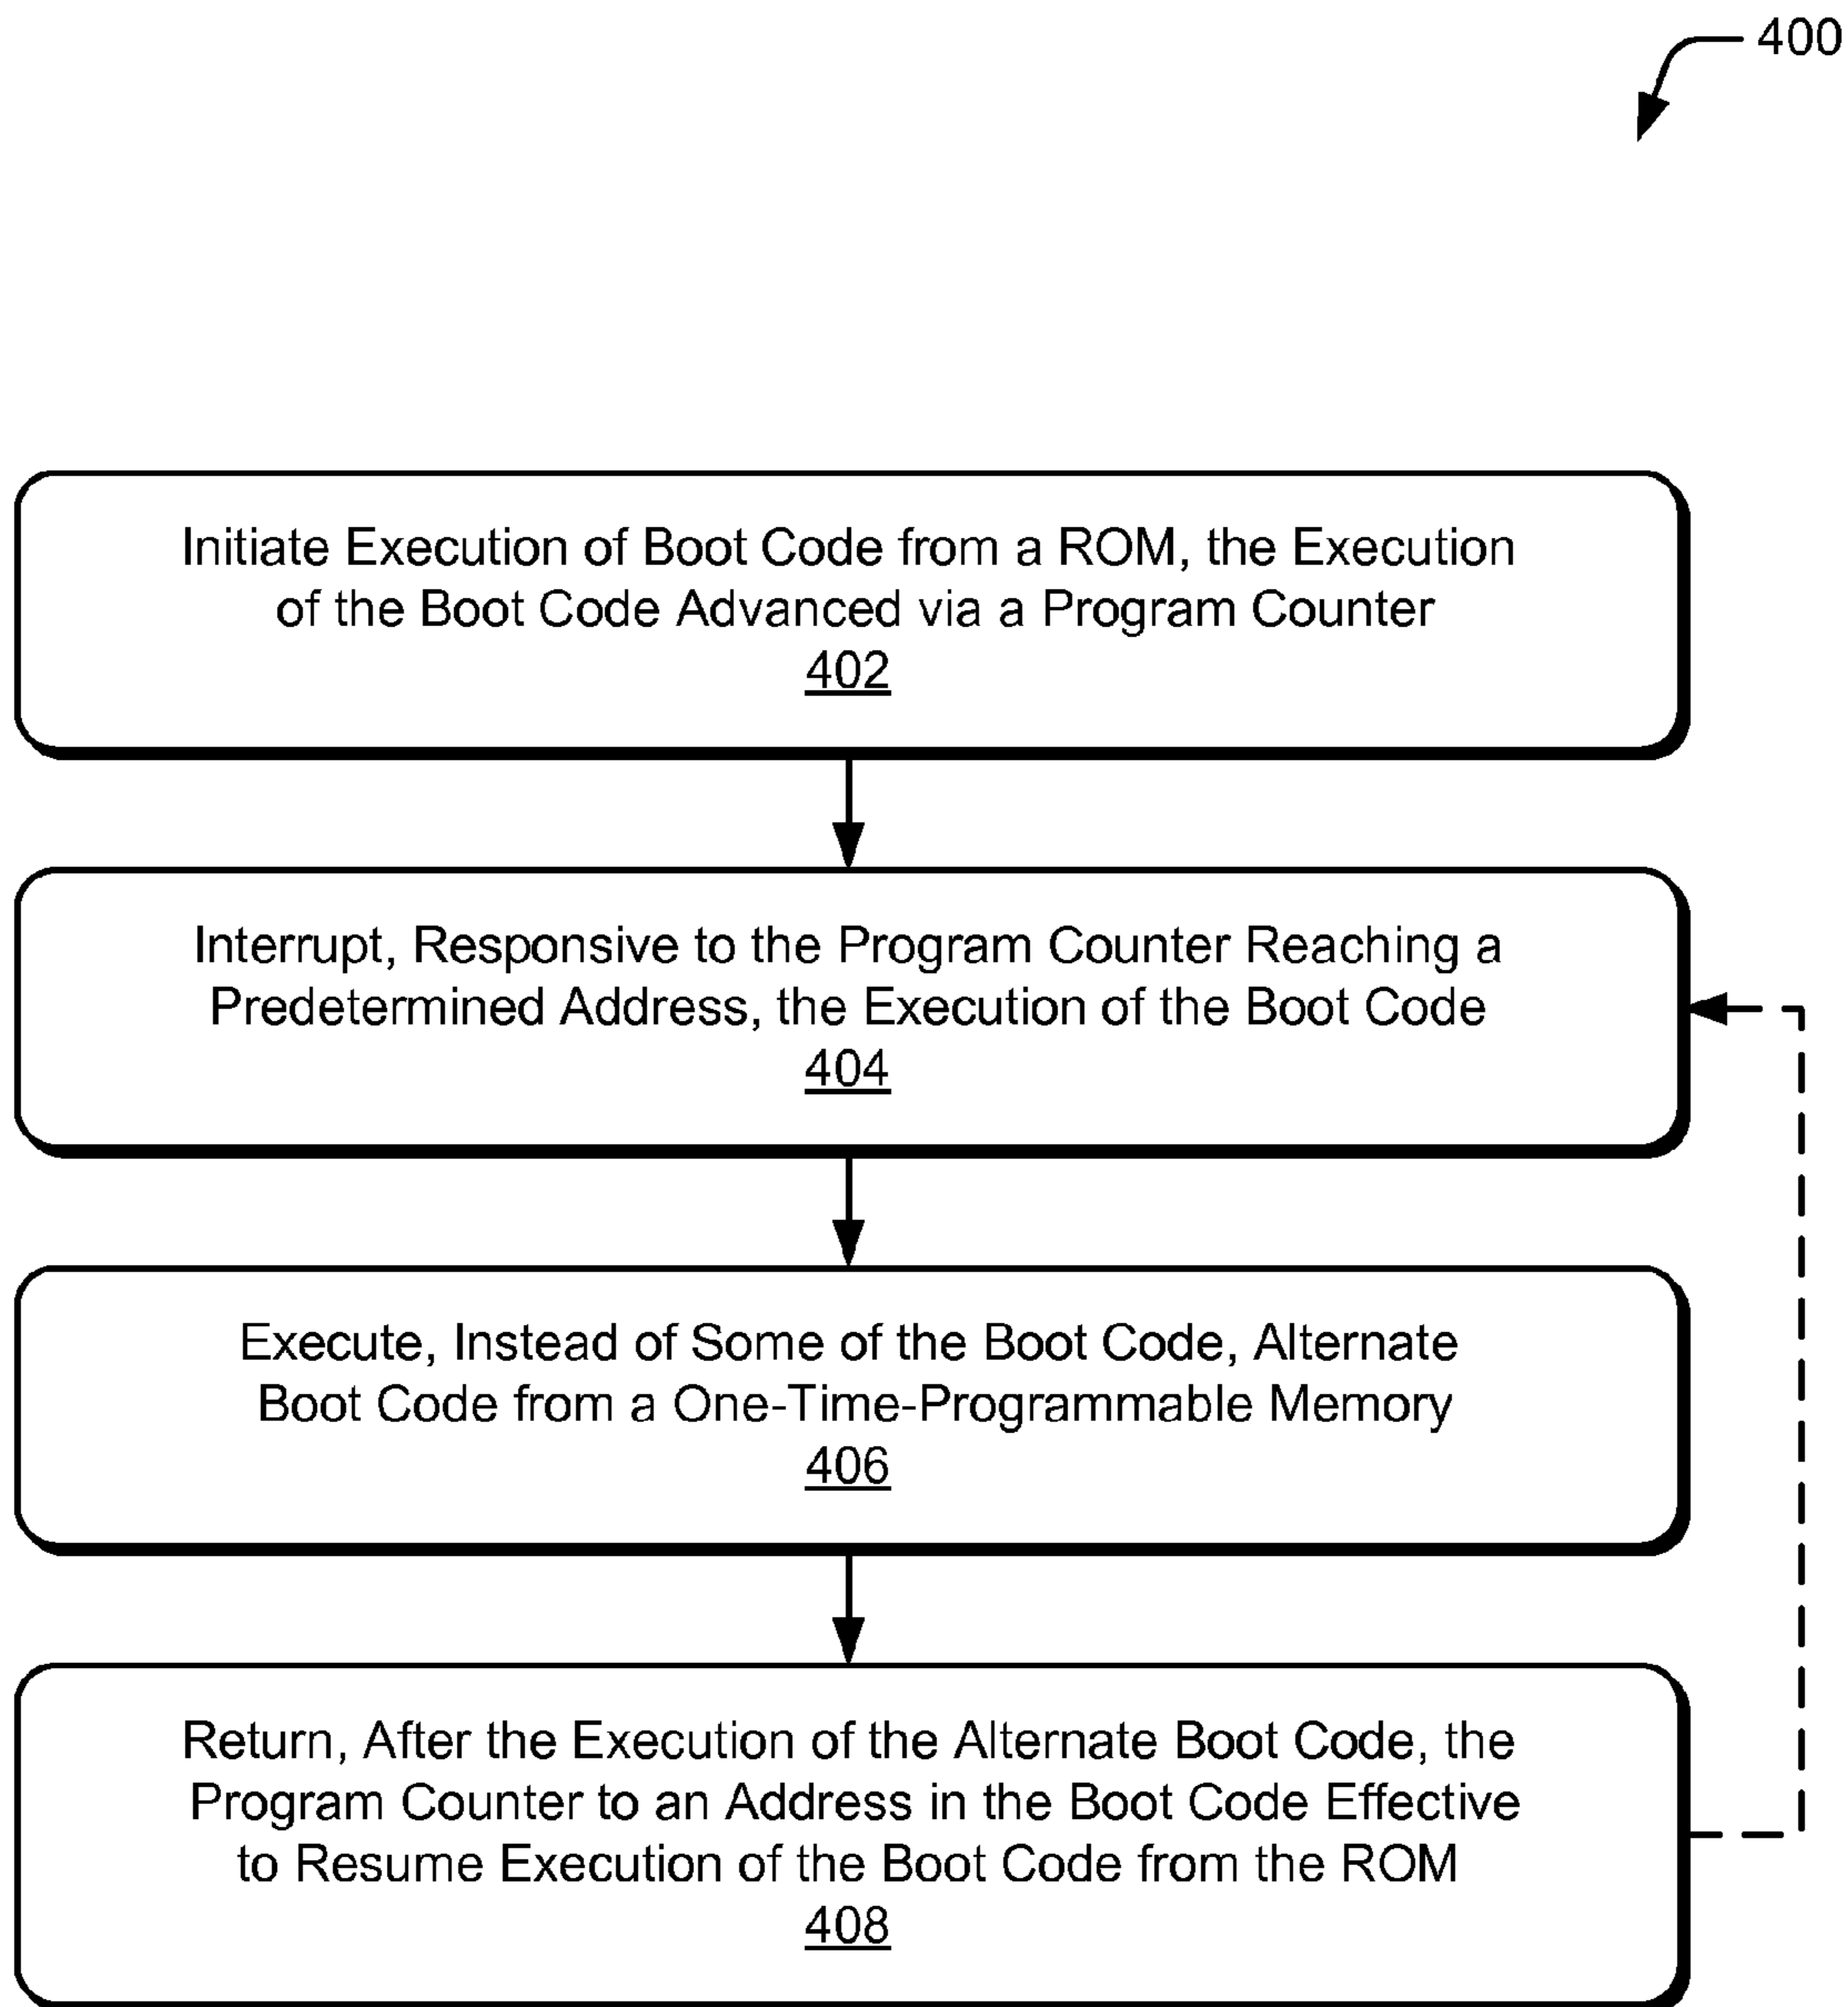 400
Initiate Execution of Boot Code from a ROM, the Execution
of the Boot Code Advanced via a Program Counter
402
Interrupt, Responsive to the Program Counter Reaching a
Predetermined Address, the Execution of the Boot Code
404
Execute, Instead of Some of the Boot Code, Alternate
Boot Code from a One-Time-Programmable Memory
406
Return, After the Execution of the Alternate Boot Code, the
Program Counter to an Address in the Boot Code Effective
to Resume Execution of the Boot Code from the ROM
408